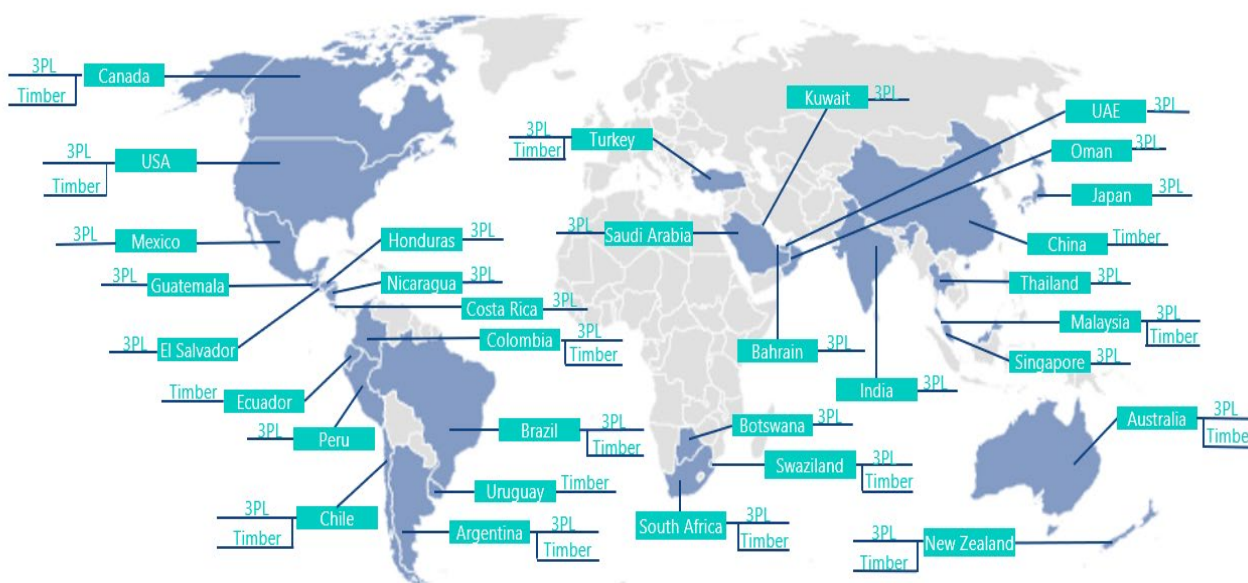 3PL Canada
Timber
Kuwait 3PL
UAE 3PL
3PL Turkey
Timber
Oman 3PL
3PL USA
Timber
Japan 3PL
3PL Mexico
Honduras 3PL
3PL Saudi Arabia
China Timber
3PL Guatemala
Nicaragua 3PL
Thailand 3PL
Costa Rica 3PL
Malaysia 3PL
Timber
3PL El Salvador
Colombia 3PL
Timber
Bahrain 3PL
Singapore 3PL
Timber Ecuador
India 3PL
3PL Peru
Brazil 3PL
Timber
Botswana 3PL
Australia 3PL
Timber
Swaziland 3PL
Timber
Uruguay Timber
3PL Chile
Timber
Argentina 3PL
Timber
South Africa 3PL
Timber
3PL New Zealand
Timber